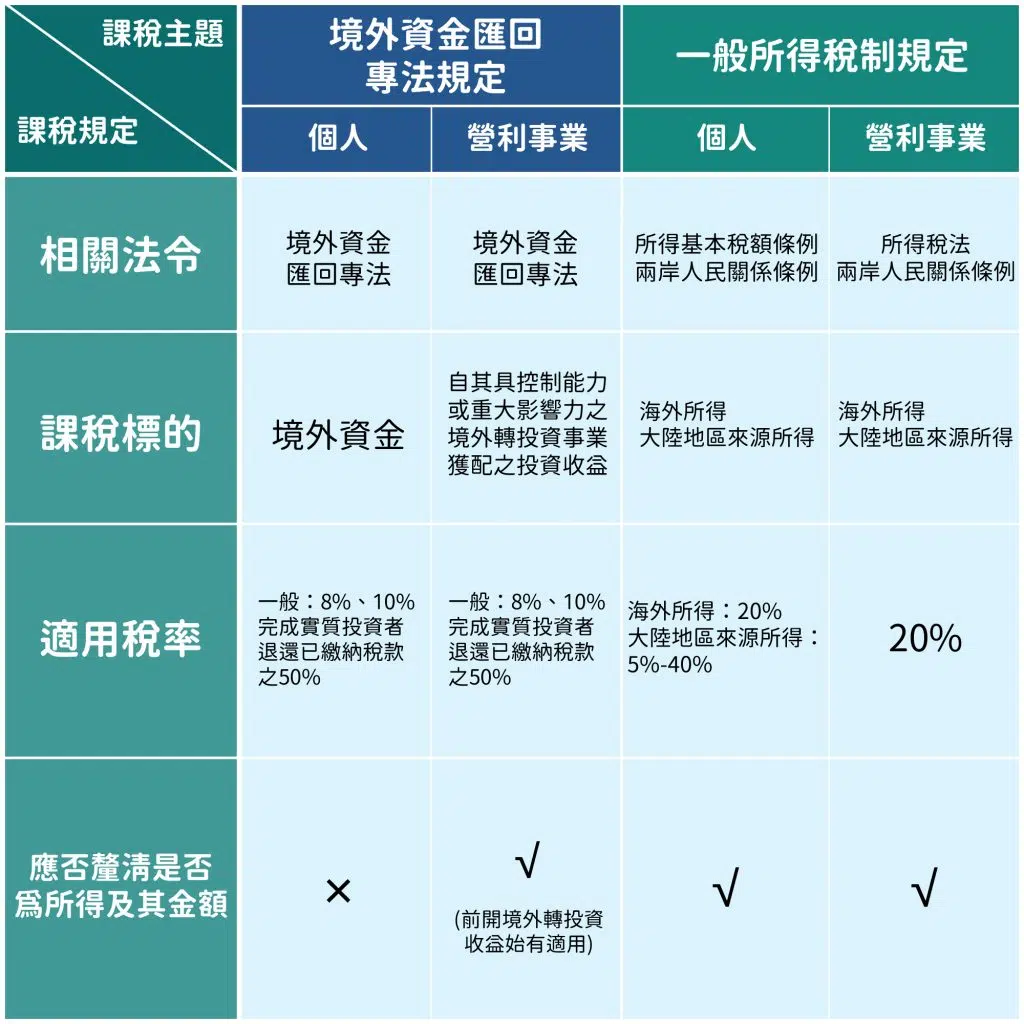 課稅主題
課稅規定
境外資金匯回
專法規定
一般所得稅制規定
個人
營利事業
個人
營利事業
相關法令
境外資金
匯回專法
境外資金
匯回專法
所得基本稅額條例
兩岸人民關係條例
所得稅法
兩岸人民關係條例
課稅標的
境外資金
自其具控制能力
或重大影響力之
境外轉投資事業
獲配之投資收益
海外所得
大陸地區來源所得
海外所得
大陸地區來源所得
適用稅率
一般：8%、10%
完成實質投資者
退還已繳納稅款
之50%
一般：8%、10%
完成實質投資者
退還已繳納稅款
之50%
海外所得：20%
大陸地區來源所得：
5%-40%
20%
應否釐清是否
為所得及其金額
×
√
(前開境外轉投資
收益始有適用)
√
√